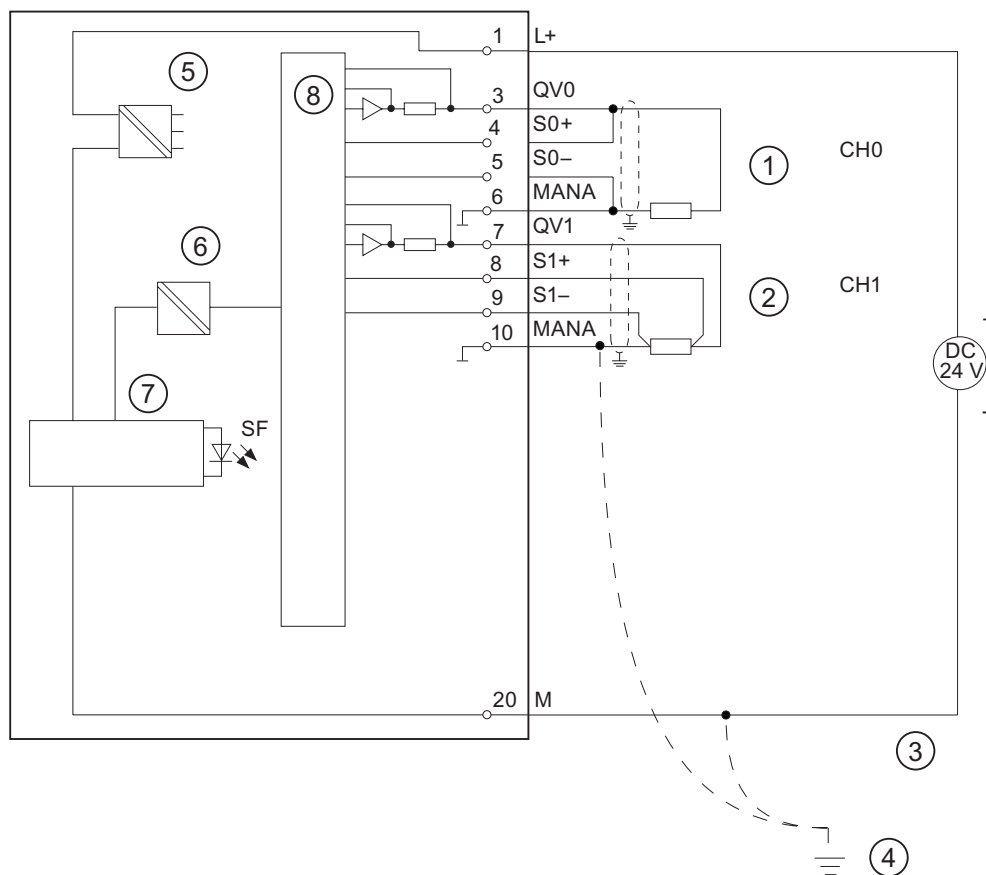 1 L+
5
8
3 QV0
4 S0+
5 S0–
6 MANA
1
CH0
7 QV1
6
8 S1+
9 S1–
10 MANA
2
CH1
DC
24 V
7
SF
20 M
3
4